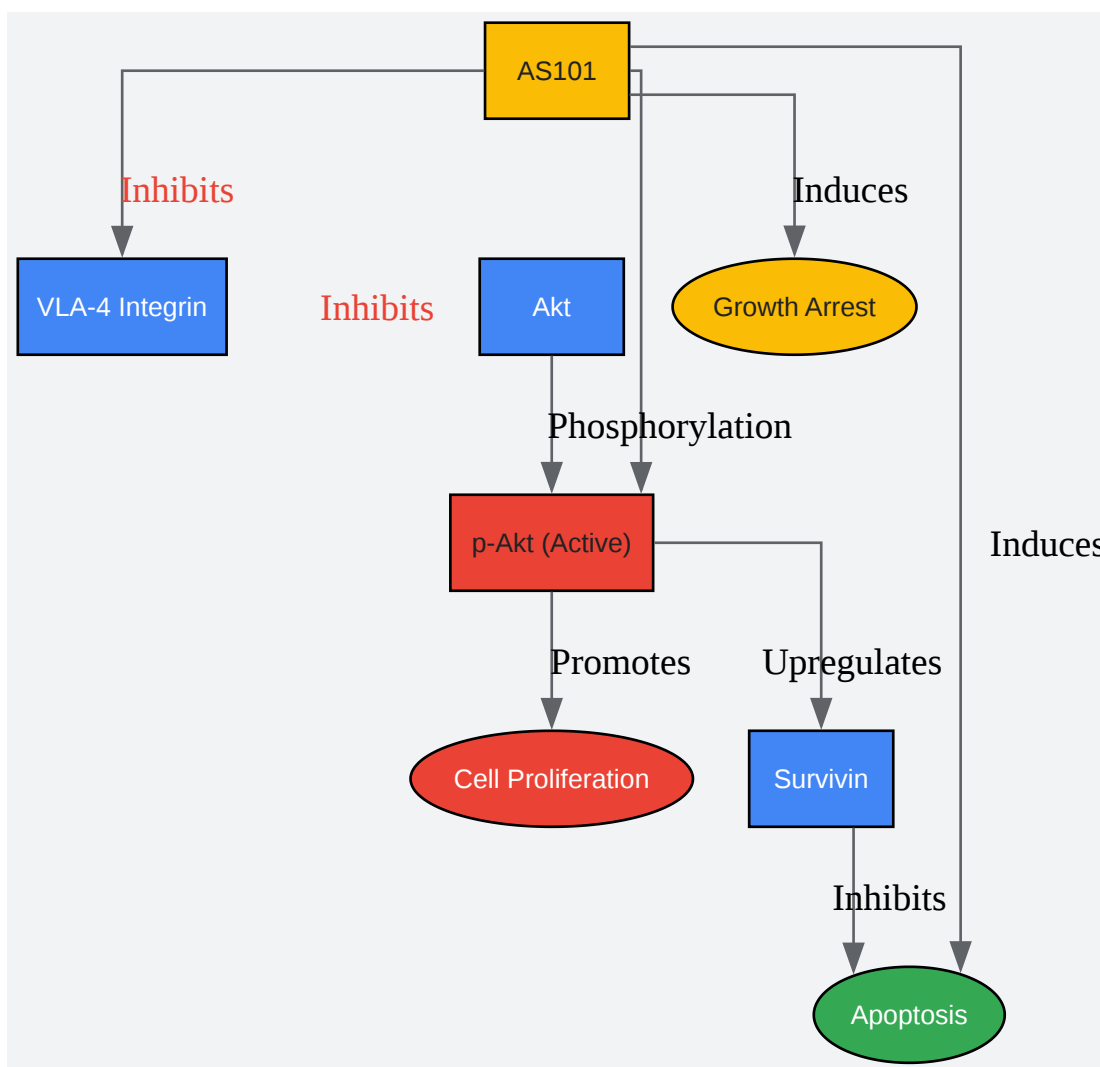 AS101
Inhibits
Induces
VLA-4 Integrin
Inhibits
Akt
Growth Arrest
Phosphorylation
p-Akt (Active)
Induces
Promotes
Upregulates
Cell Proliferation
Survivin
Inhibits
Apoptosis